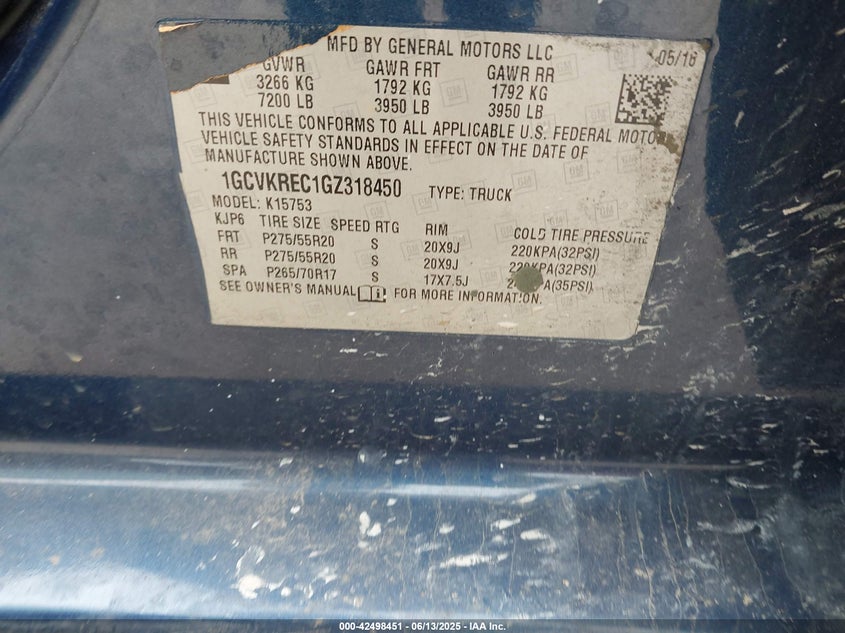 MFD BY GENERAL MOTORS LLC
05/16
GVWR GAWR FRT GAWR RR
3266 KG 1792 KG 1792 KG
7200 LB 3950 LB 3950 LB
THIS VEHICLE CONFORMS TO ALL APPLICABLE U.S. FEDERAL MOTOR
VEHICLE SAFETY STANDARDS IN EFFECT ON THE DATE OF
MANUFACTURE SHOWN ABOVE.
1GCVKREC1GZ318450 TYPE: TRUCK
MODEL: K15753
KJP6 TIRE SIZE SPEED RTG RIM COLD TIRE PRESSURE
FRT P275/55R20 S 20X9J 220KPA(32PSI)
RR P275/55R20 S 20X9J 220KPA(32PSI)
SPA P265/70R17 S 17X7.5J (35PSI)
SEE OWNER'S MANUAL FOR MORE INFORMATION.
000-42498451 - 06/13/2025 - IAA Inc.